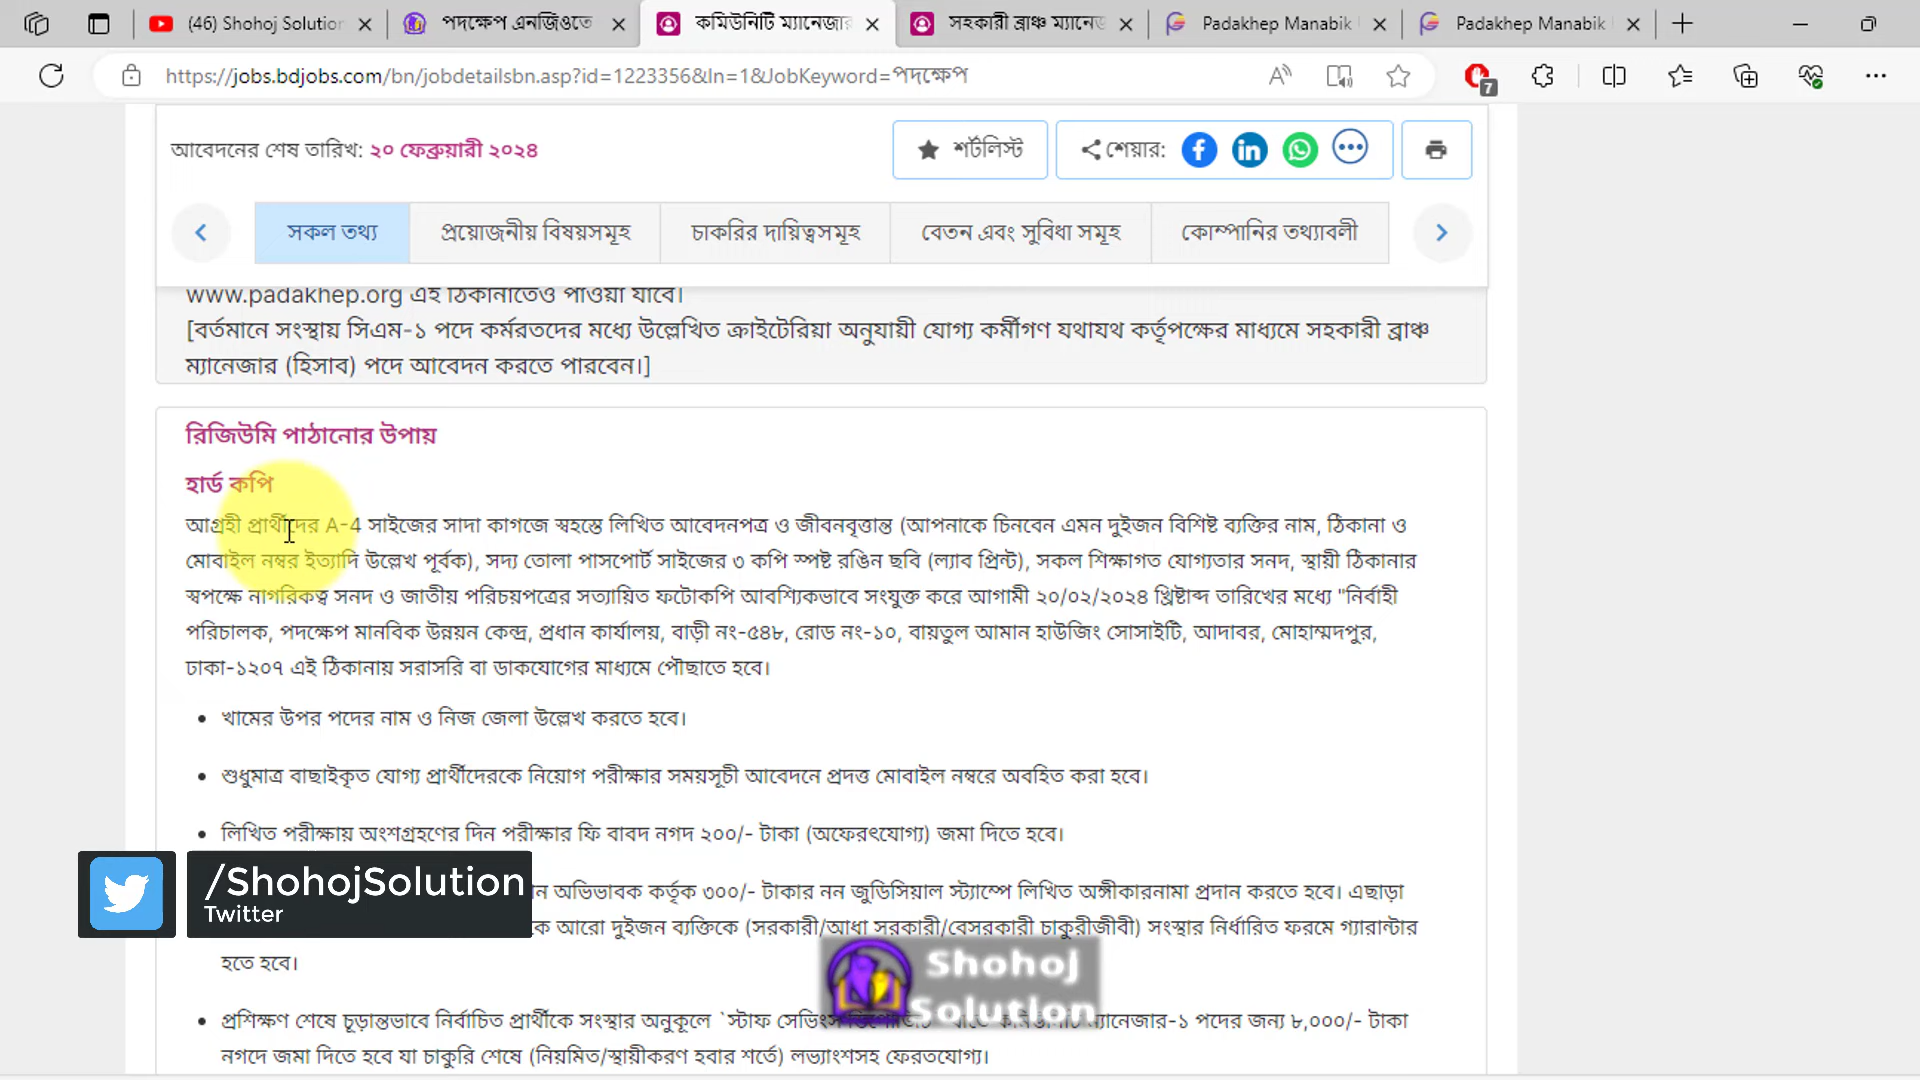 (46) Shohoj Solution
পদক্ষেপ এনজিওতে
কমিউনিটি ম্যানেজার
সহকারী ব্রাঞ্চ ম্যানেজ
Padakhep Manabik
Padakhep Manabik
https://jobs.bdjobs.com/bn/jobdetailsbn.asp?id=1223356&ln=1&JobKeyword=পদক্ষেপ
7
আবেদনের শেষ তারিখ: ২০ ফেব্রুয়ারী ২০২৪
শর্টলিস্ট
শেয়ার:
সকল তথ্য
প্রয়োজনীয় বিষয়সমূহ
চাকরির দায়িত্বসমূহ
বেতন এবং সুবিধা সমূহ
কোম্পানির তথ্যাবলী
www.padakhep.org এই ঠিকানাতেও পাওয়া যাবে।
[বর্তমানে সংস্থায় সিএম-১ পদে কর্মরতদের মধ্যে উল্লেখিত ক্রাইটেরিয়া অনুযায়ী যোগ্য কর্মীগণ যথাযথ কর্তৃপক্ষের মাধ্যমে সহকারী ব্রাঞ্চ
ম্যানেজার (হিসাব) পদে আবেদন করতে পারবেন।]
রিজিউমি পাঠানোর উপায়
হার্ড কপি
আগ্রহী প্রার্থীদের A-4 সাইজের সাদা কাগজে স্বহস্তে লিখিত আবেদনপত্র ও জীবনবৃত্তান্ত (আপনাকে চিনবেন এমন দুইজন বিশিষ্ট ব্যক্তির নাম, ঠিকানা ও
মোবাইল নম্বর ইত্যাদি উল্লেখ পূর্বক), সদ্য তোলা পাসপোর্ট সাইজের ৩ কপি স্পষ্ট রঙিন ছবি (ল্যাব প্রিন্ট), সকল শিক্ষাগত যোগ্যতার সনদ, স্থায়ী ঠিকানার
স্বপক্ষে নাগরিকত্ব সনদ ও জাতীয় পরিচয়পত্রের সত্যায়িত ফটোকপি আবশ্যিকভাবে সংযুক্ত করে আগামী ২০/০২/২০২৪ খ্রিষ্টাব্দ তারিখের মধ্যে "নির্বাহী
পরিচালক, পদক্ষেপ মানবিক উন্নয়ন কেন্দ্র, প্রধান কার্যালয়, বাড়ী নং-৫৪৮, রোড নং-১০, বায়তুল আমান হাউজিং সোসাইটি, আদাবর, মোহাম্মদপুর,
ঢাকা-১২০৭ এই ঠিকানায় সরাসরি বা ডাকযোগের মাধ্যমে পৌছাতে হবে।
• খামের উপর পদের নাম ও নিজ জেলা উল্লেখ করতে হবে।
• শুধুমাত্র বাছাইকৃত যোগ্য প্রার্থীদেরকে নিয়োগ পরীক্ষার সময়সূচী আবেদনে প্রদত্ত মোবাইল নম্বরে অবহিত করা হবে।
• লিখিত পরীক্ষায় অংশগ্রহণের দিন পরীক্ষার ফি বাবদ নগদ ২০০/- টাকা (অফেরৎযোগ্য) জমা দিতে হবে।
অভিভাবক কর্তৃক ৩০০/- টাকার নন জুডিসিয়াল স্ট্যাম্পে লিখিত অঙ্গীকারনামা প্রদান করতে হবে। এছাড়া
আরো দুইজন ব্যক্তিকে (সরকারী/আধা সরকারী/বেসরকারী চাকুরীজীবী) সংস্থার নির্ধারিত ফরমে গ্যারান্টার
হতে হবে।
• প্রশিক্ষণ শেষে চূড়ান্তভাবে নির্বাচিত প্রার্থীকে সংস্থার অনুকূলে `স্টাফ সেভিংস ম্যানেজার-১ পদের জন্য ৮,০০০/- টাকা
নগদে জমা দিতে হবে যা চাকুরি শেষে (নিয়মিত/স্থায়ীকরণ হবার শর্তে) লভ্যাংশসহ ফেরতযোগ্য।
/ShohojSolution
Twitter
Shohoj
Solution